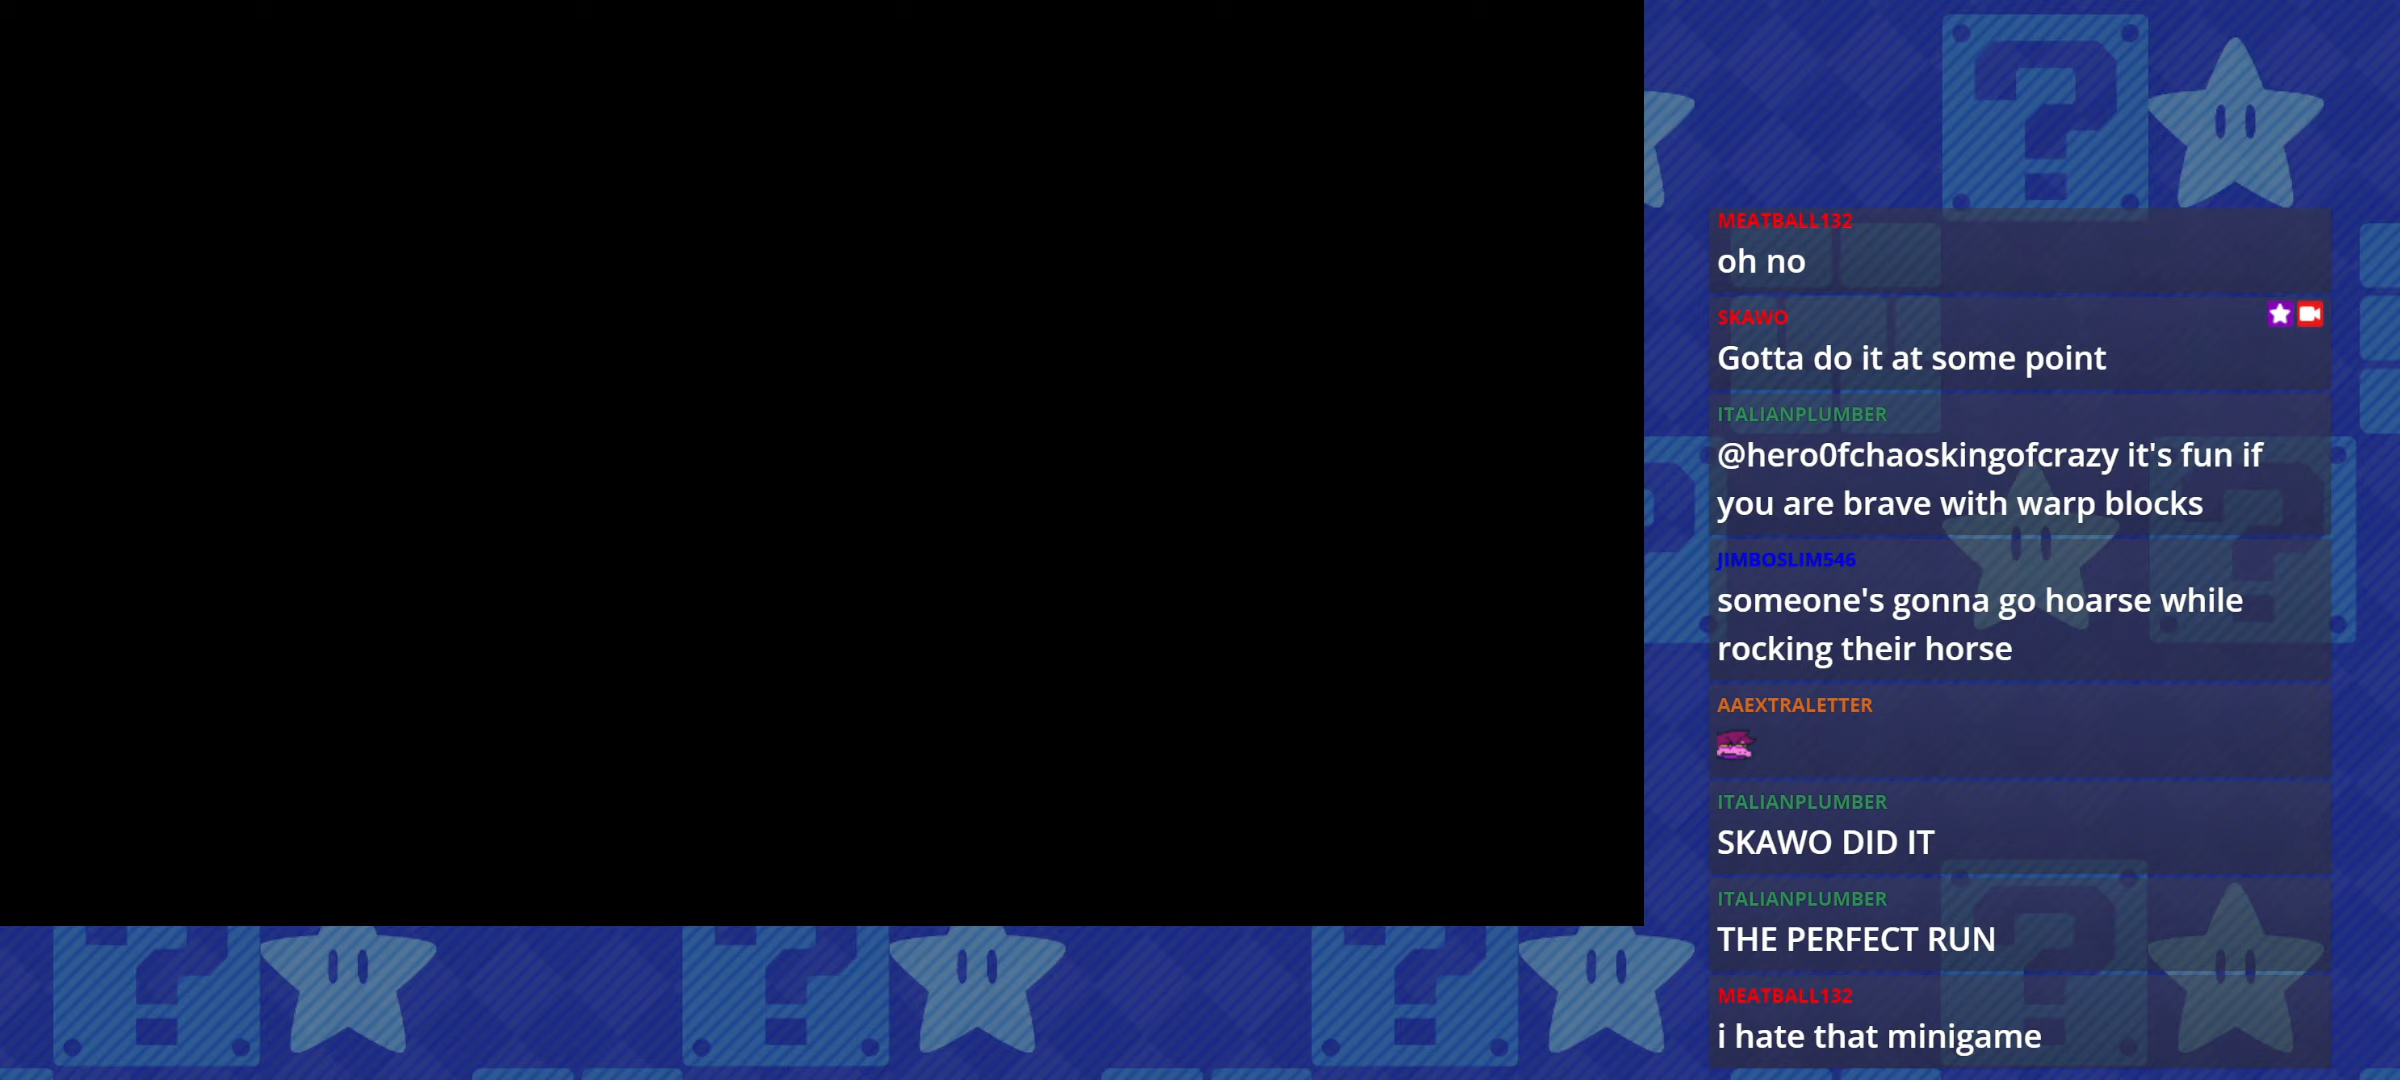 MEATBALL132
oh no
SKAWO
Gotta do it at some point
ITALIANPLUMBER
@hero0fchaoskingofcrazy it's fun if
you are brave with warp blocks
JIMBOSLIM546
someone's gonna go hoarse while
rocking their horse
AAEXTRALETTER
ITALIANPLUMBER
SKAWO DID IT
ITALIANPLUMBER
THE PERFECT RUN
MEATBALL132
i hate that minigame